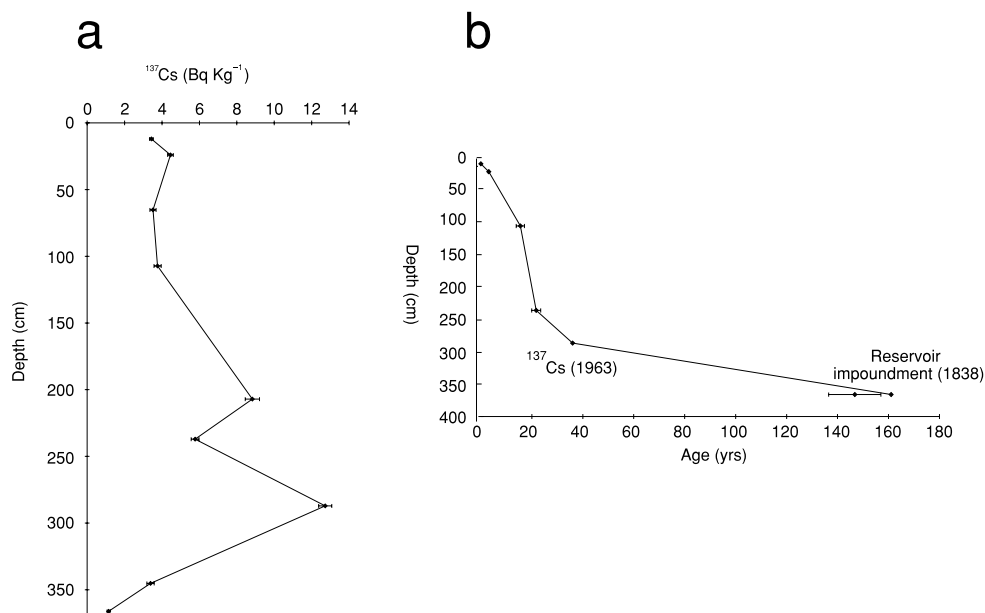 a
b
¹³⁷Cs (Bq Kg⁻¹)
0 2 4 6 8 10 12 14
0
50
100
150
200
250
300
350
Depth (cm)
0
50
100
150
200
250
300
350
400
Depth (cm)
¹³⁷Cs (1963)
Reservoir
impoundment (1838)
0 20 40 60 80 100 120 140 160 180
Age (yrs)